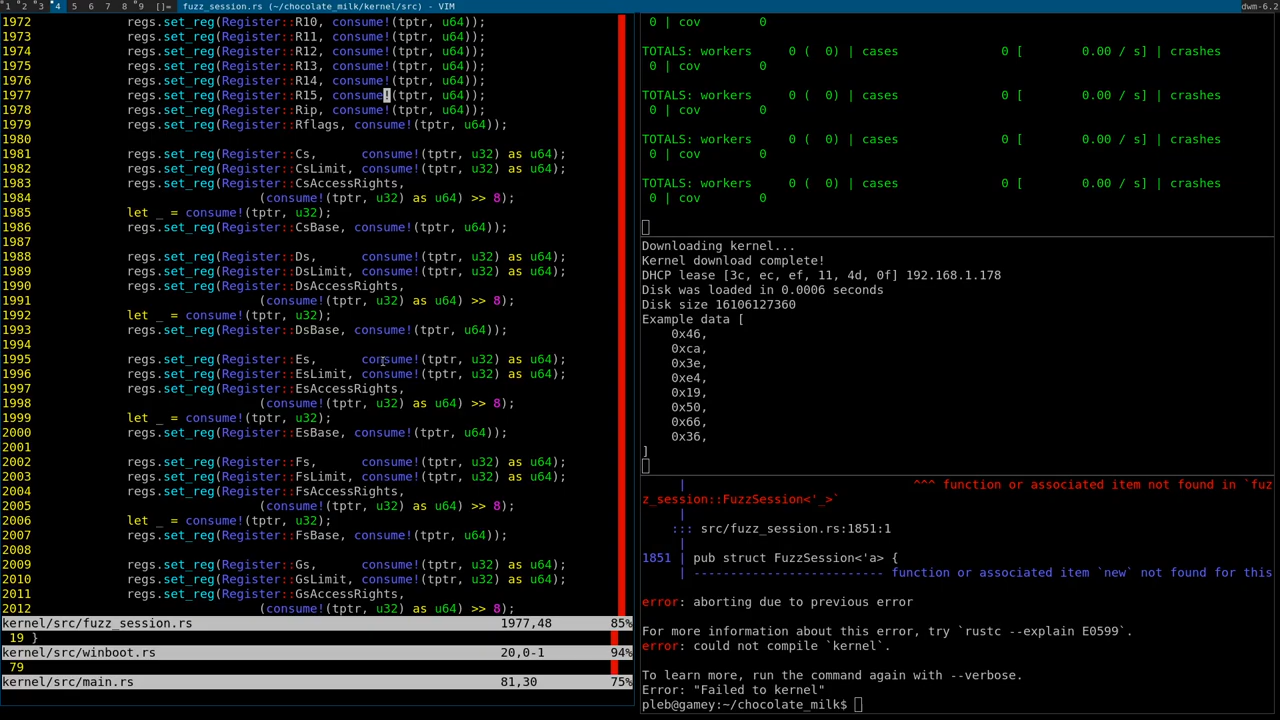 1 2 3 4 5 6 7 8 9 []= fuzz_session.rs (~/chocolate_milk/kernel/src) - VIM dwm-6.2
1972 regs.set_reg(Register::R10, consume!(tptr, u64));
1973 regs.set_reg(Register::R11, consume!(tptr, u64));
1974 regs.set_reg(Register::R12, consume!(tptr, u64));
1975 regs.set_reg(Register::R13, consume!(tptr, u64));
1976 regs.set_reg(Register::R14, consume!(tptr, u64));
1977 regs.set_reg(Register::R15, consume!(tptr, u64));
1978 regs.set_reg(Register::Rip, consume!(tptr, u64));
1979 regs.set_reg(Register::Rflags, consume!(tptr, u64));
1980
1981 regs.set_reg(Register::Cs, consume!(tptr, u32) as u64);
1982 regs.set_reg(Register::CsLimit, consume!(tptr, u32) as u64);
1983 regs.set_reg(Register::CsAccessRights,
1984 (consume!(tptr, u32) as u64) >> 8);
1985 let _ = consume!(tptr, u32);
1986 regs.set_reg(Register::CsBase, consume!(tptr, u64));
1987
1988 regs.set_reg(Register::Ds, consume!(tptr, u32) as u64);
1989 regs.set_reg(Register::DsLimit, consume!(tptr, u32) as u64);
1990 regs.set_reg(Register::DsAccessRights,
1991 (consume!(tptr, u32) as u64) >> 8);
1992 let _ = consume!(tptr, u32);
1993 regs.set_reg(Register::DsBase, consume!(tptr, u64));
1994
1995 regs.set_reg(Register::Es, consume!(tptr, u32) as u64);
1996 regs.set_reg(Register::EsLimit, consume!(tptr, u32) as u64);
1997 regs.set_reg(Register::EsAccessRights,
1998 (consume!(tptr, u32) as u64) >> 8);
1999 let _ = consume!(tptr, u32);
2000 regs.set_reg(Register::EsBase, consume!(tptr, u64));
2001
2002 regs.set_reg(Register::Fs, consume!(tptr, u32) as u64);
2003 regs.set_reg(Register::FsLimit, consume!(tptr, u32) as u64);
2004 regs.set_reg(Register::FsAccessRights,
2005 (consume!(tptr, u32) as u64) >> 8);
2006 let _ = consume!(tptr, u32);
2007 regs.set_reg(Register::FsBase, consume!(tptr, u64));
2008
2009 regs.set_reg(Register::Gs, consume!(tptr, u32) as u64);
2010 regs.set_reg(Register::GsLimit, consume!(tptr, u32) as u64);
2011 regs.set_reg(Register::GsAccessRights,
2012 (consume!(tptr, u32) as u64) >> 8);
kernel/src/fuzz_session.rs 1977,48 85%
19 }
kernel/src/winboot.rs 20,0-1 94%
79
kernel/src/main.rs 81,30 75%
0 | cov 0
TOTALS: workers 0 ( 0) | cases 0 [ 0.00 / s] | crashes
0 | cov 0
TOTALS: workers 0 ( 0) | cases 0 [ 0.00 / s] | crashes
0 | cov 0
TOTALS: workers 0 ( 0) | cases 0 [ 0.00 / s] | crashes
0 | cov 0
TOTALS: workers 0 ( 0) | cases 0 [ 0.00 / s] | crashes
0 | cov 0
Downloading kernel...
Kernel download complete!
DHCP lease [3c, ec, ef, 11, 4d, 0f] 192.168.1.178
Disk was loaded in 0.0006 seconds
Disk size 16106127360
Example data [
0x46,
0xca,
0x3e,
0xe4,
0x19,
0x50,
0x66,
0x36,
]
| ^^^ function or associated item not found in `fuz
z_session::FuzzSession<'_>`
|
::: src/fuzz_session.rs:1851:1
|
1851 | pub struct FuzzSession<'a> {
| ------------------------- function or associated item `new` not found for this
error: aborting due to previous error
For more information about this error, try `rustc --explain E0599`.
error: could not compile `kernel`.
To learn more, run the command again with --verbose.
Error: "Failed to kernel"
pleb@gamey:~/chocolate_milk$